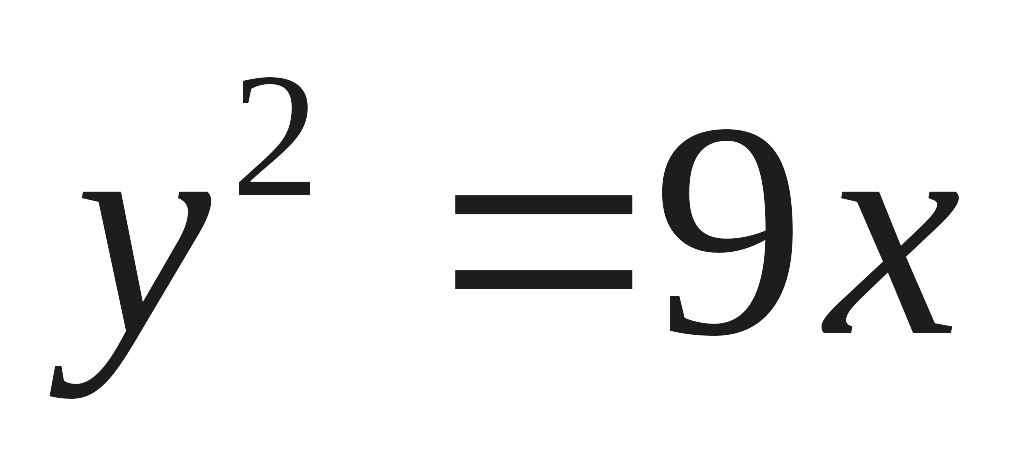 y² =9x